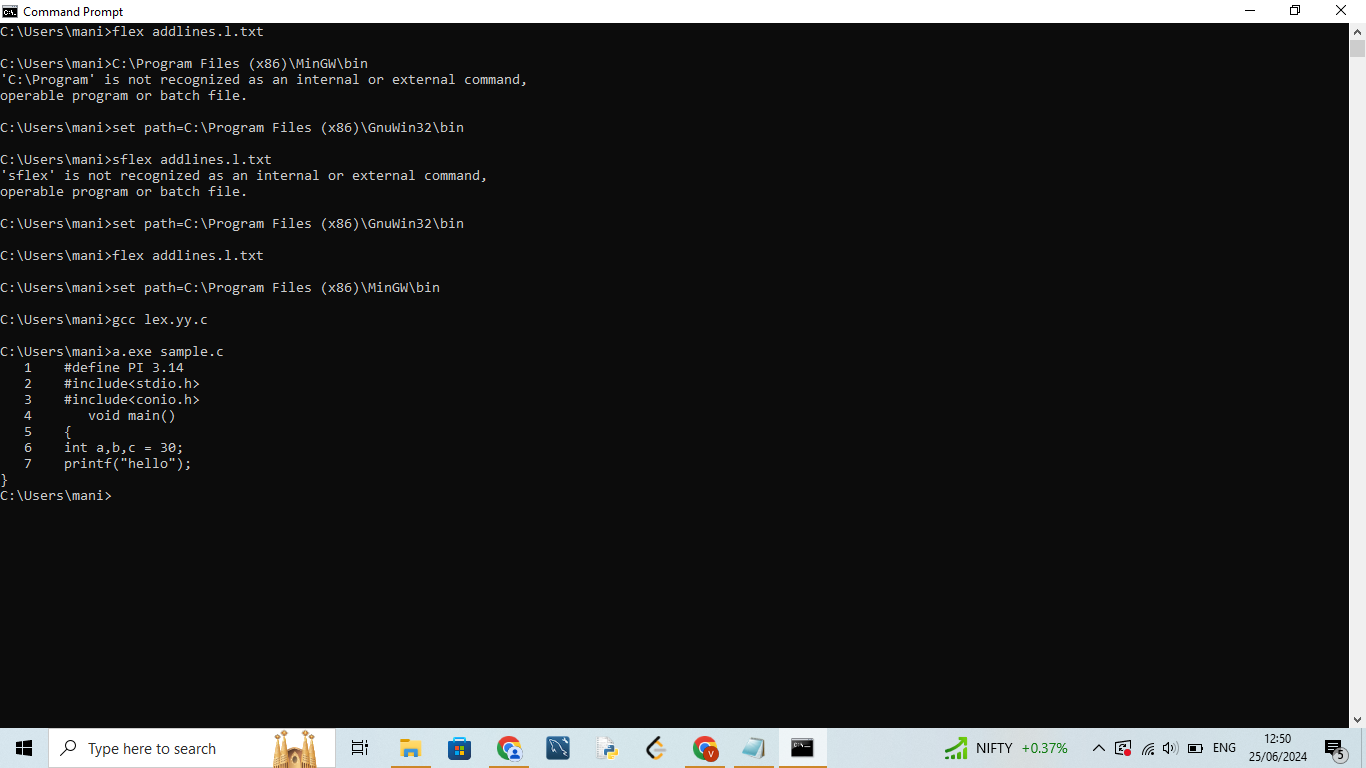 Command Prompt
C:\Users\mani>flex addlines.l.txt
C:\Users\mani>C:\Program Files (x86)\MinGW\bin
'C:\Program' is not recognized as an internal or external command,
operable program or batch file.
C:\Users\mani>set path=C:\Program Files (x86)\GnuWin32\bin
C:\Users\mani>sflex addlines.l.txt
'sflex' is not recognized as an internal or external command,
operable program or batch file.
C:\Users\mani>set path=C:\Program Files (x86)\GnuWin32\bin
C:\Users\mani>flex addlines.l.txt
C:\Users\mani>set path=C:\Program Files (x86)\MinGW\bin
C:\Users\mani>gcc lex.yy.c
C:\Users\mani>a.exe sample.c
1    #define PI 3.14
2    #include<stdio.h>
3    #include<conio.h>
4       void main()
5    {
6    int a,b,c = 30;
7    printf("hello");
}
C:\Users\mani>
Type here to search
NIFTY +0.37%
ENG
12:50
25/06/2024
5